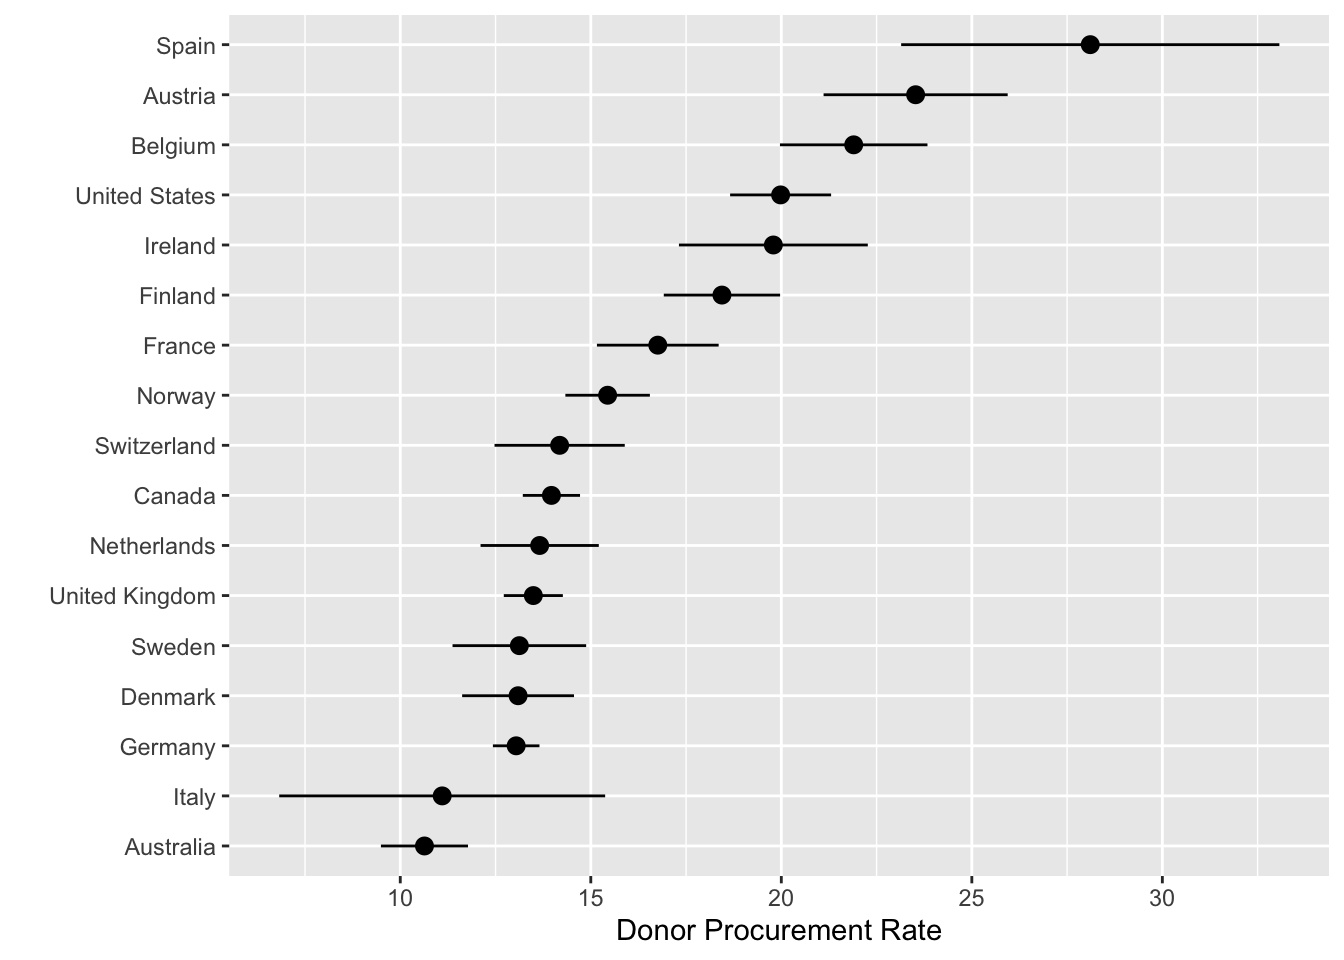 Spain
Austria
Belgium
United States
Ireland
Finland
France
Norway
Switzerland
Canada
Netherlands
United Kingdom
Sweden
Denmark
Germany
Italy
Australia
10 15 20 25 30
Donor Procurement Rate